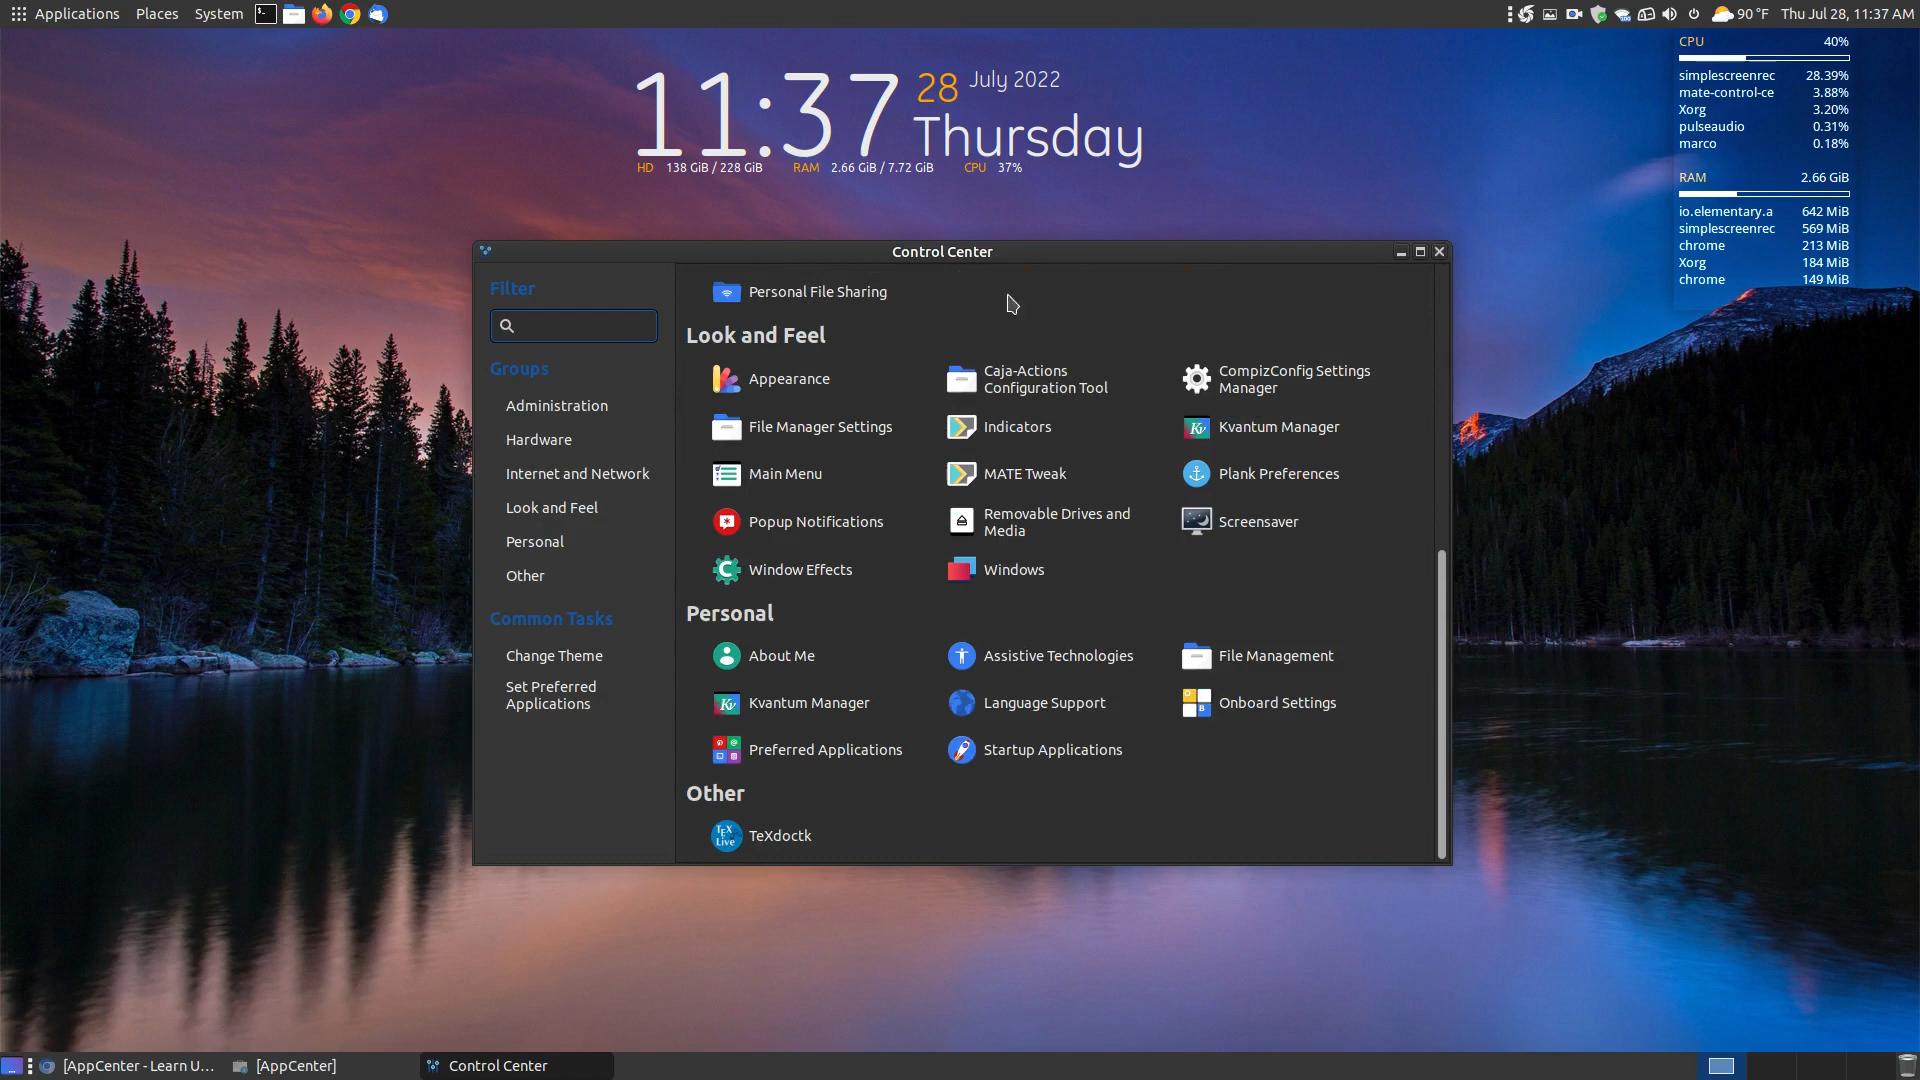 Applications Places System 90 °F Thu Jul 28, 11:37 AM
11:37 28 July 2022
Thursday
HD 138 GiB / 228 GiB RAM 2.66 GiB / 7.72 GiB CPU 37%
CPU 40%
simplescreenrec 28.39%
mate-control-ce 3.88%
Xorg 3.20%
pulseaudio 0.31%
marco 0.18%
RAM 2.66 GiB
io.elementary.a 642 MiB
simplescreenrec 569 MiB
chrome 213 MiB
Xorg 184 MiB
chrome 149 MiB
Control Center
Filter
Groups
Administration
Hardware
Internet and Network
Look and Feel
Personal
Other
Common Tasks
Change Theme
Set Preferred
Applications
Personal File Sharing
Look and Feel
Appearance
Caja-Actions
Configuration Tool
CompizConfig Settings
Manager
File Manager Settings
Indicators
Kv Kvantum Manager
Main Menu
MATE Tweak
Plank Preferences
Popup Notifications
Removable Drives and
Media
Screensaver
C Window Effects
Windows
Personal
About Me
Assistive Technologies
File Management
Kv Kvantum Manager
Language Support
Onboard Settings
Preferred Applications
Startup Applications
Other
TEX
Live
TeXdoctk
[AppCenter - Learn U... [AppCenter] Control Center